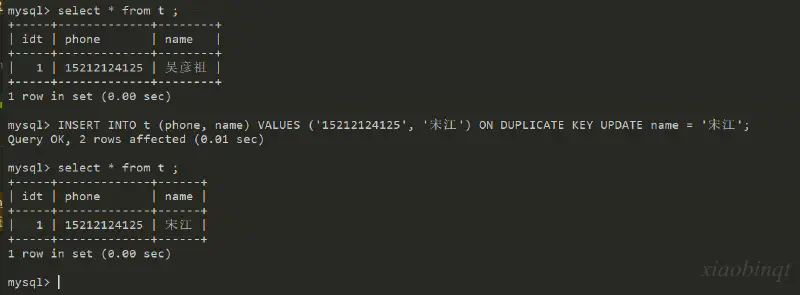 mysql> select * from t ;
+-----+-------------+--------+
| idt | phone       | name   |
+-----+-------------+--------+
|   1 | 15212124125 | 吴彦祖 |
+-----+-------------+--------+
1 row in set (0.00 sec)
mysql> INSERT INTO t (phone, name) VALUES ('15212124125', '宋江') ON DUPLICATE KEY UPDATE name = '宋江';
Query OK, 2 rows affected (0.01 sec)
mysql> select * from t ;
+-----+-------------+------+
| idt | phone       | name |
+-----+-------------+------+
|   1 | 15212124125 | 宋江 |
+-----+-------------+------+
1 row in set (0.00 sec)
mysql>
xiaobinqt